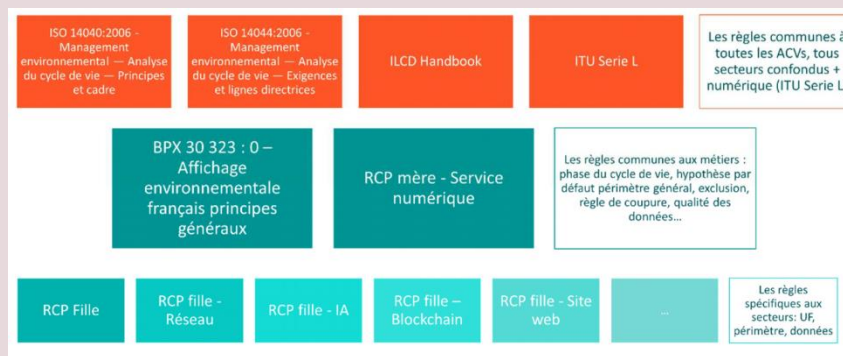 ISO 14040:2006 -
Management
environnemental — Analyse
du cycle de vie — Principes
et cadre
ISO 14044:2006 -
Management
environnemental — Analyse
du cycle de vie — Exigences
et lignes directrices
ILCD Handbook
ITU Serie L
Les règles communes à
toutes les ACVs, tous
secteurs confondus +
numérique (ITU Serie L
BPX 30 323 : 0 –
Affichage
environnementale
français principes
généraux
RCP mère - Service
numérique
Les règles communes aux métiers :
phase du cycle de vie, hypothèse par
défaut périmètre général, exclusion,
règle de coupure, qualité des
données...
RCP Fille
RCP fille -
Réseau
RCP fille - IA
RCP fille –
Blockchain
RCP fille - Site
web
...
Les règles
spécifiques aux
secteurs: UF,
périmètre, données